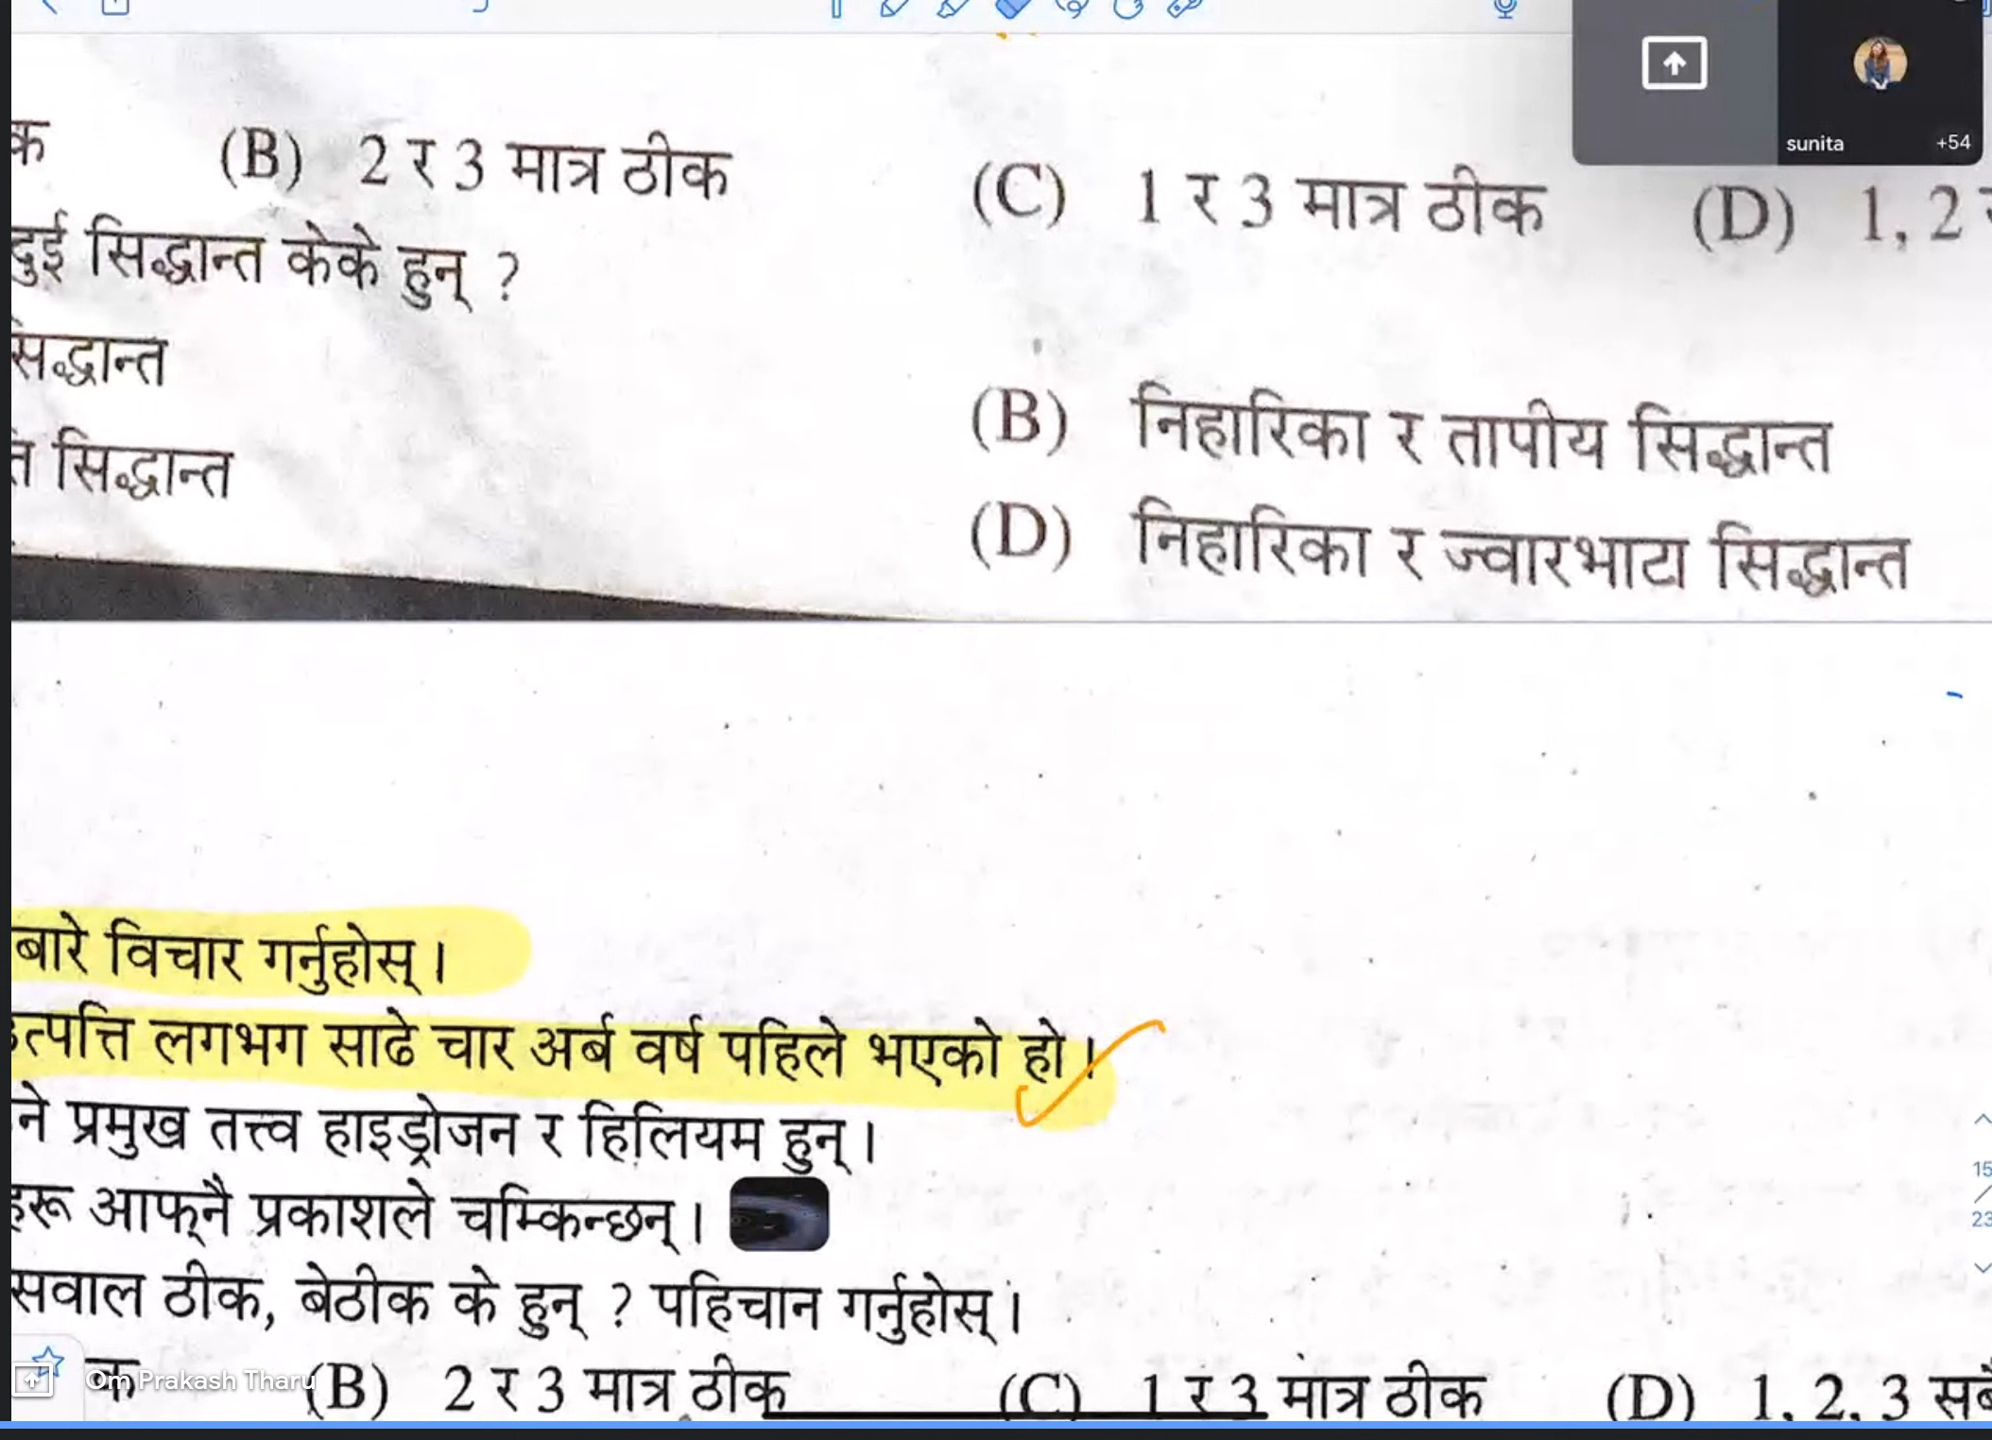 sunita +54
क (B) 2 र 3 मात्र ठीक (C) 1 र 3 मात्र ठीक (D) 1, 2
दुई सिद्धान्त केके हुन् ?
सिद्धान्त
(B) निहारिका र तापीय सिद्धान्त
त सिद्धान्त
(D) निहारिका र ज्वारभाटा सिद्धान्त
बारे विचार गर्नुहोस् ।
त्पत्ति लगभग साढे चार अर्ब वर्ष पहिले भएको हो ।
ने प्रमुख तत्त्व हाइड्रोजन र हिलियम हुन् ।
15
हरू आफ्नै प्रकाशले चम्किन्छन् ।
23
सवाल ठीक, बेठीक के हुन् ? पहिचान गर्नुहोस् ।
क (B) 2 र 3 मात्र ठीक (C) 1 र 3 मात्र ठीक (D) 1, 2, 3
Om Prakash Tharu